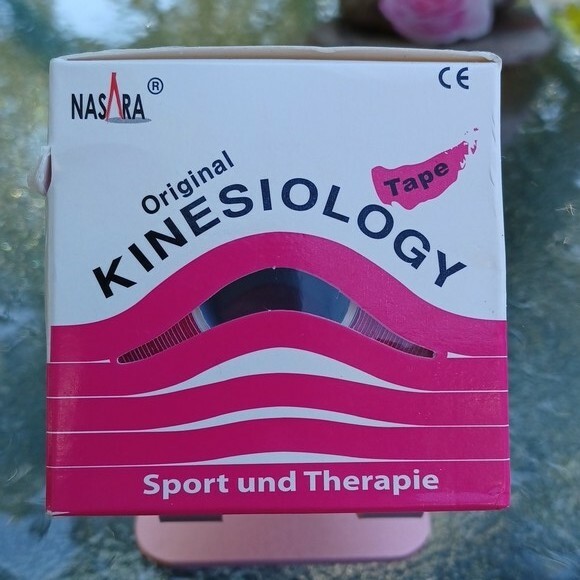 NASARA ®
CE
Original
KINESIOLOGY
Tape
Sport und Therapie